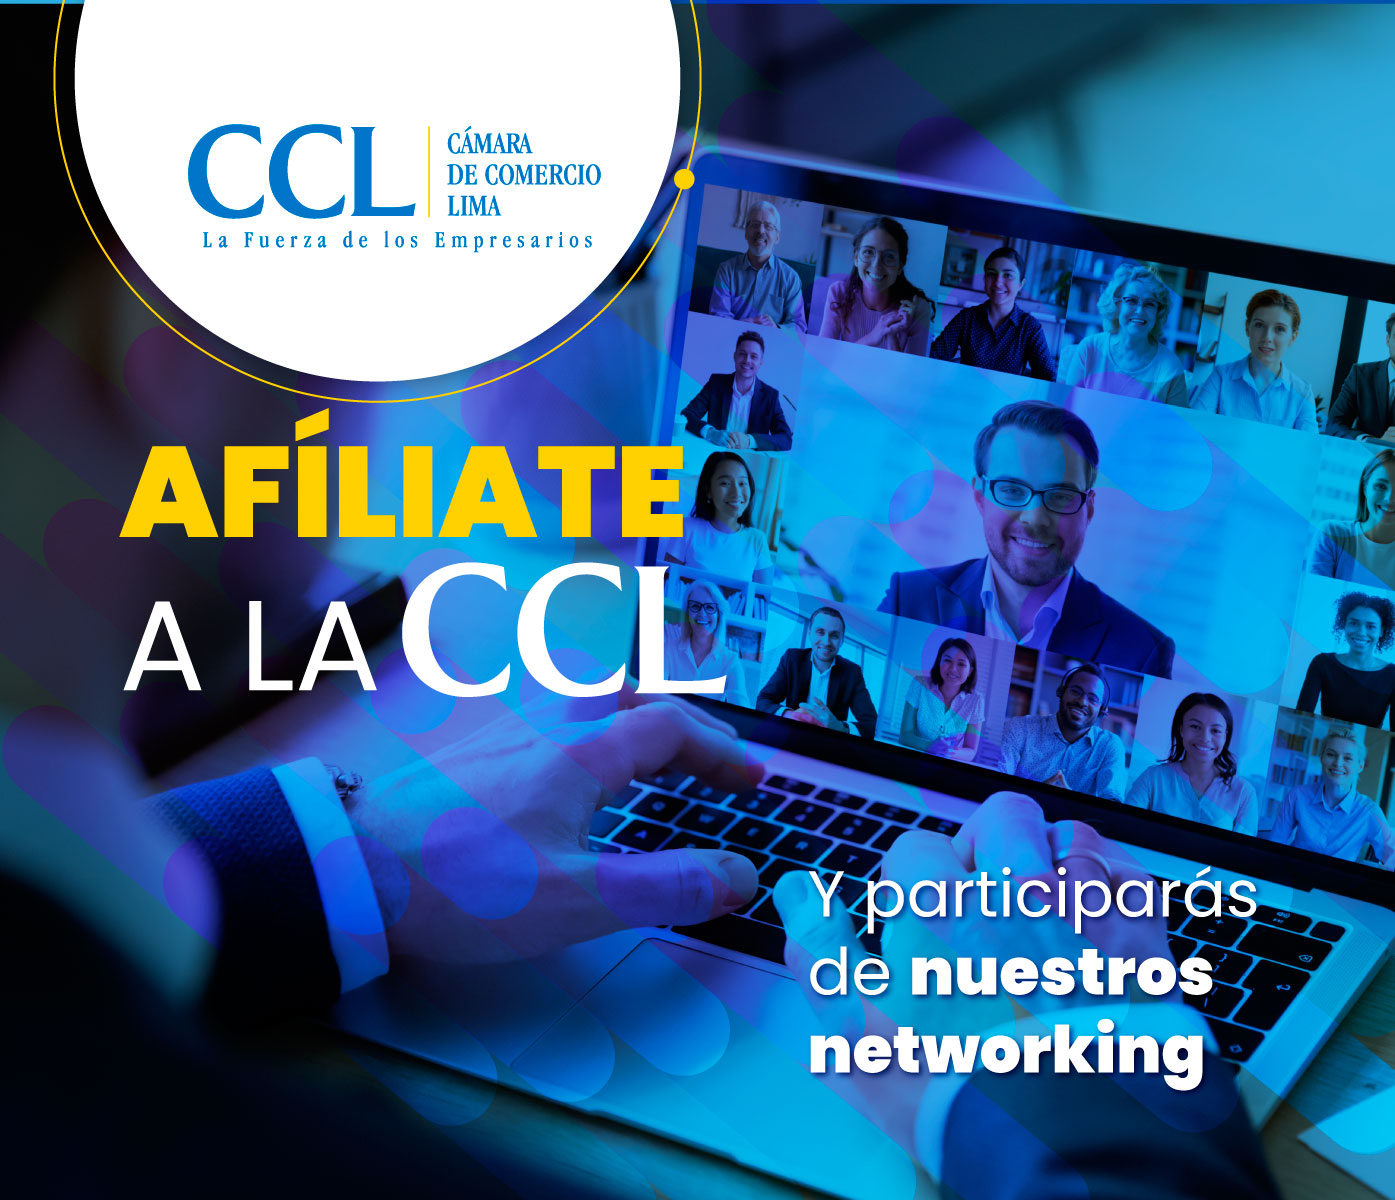 CCL
CÁMARA
DE COMERCIO
LIMA
La Fuerza de los Empresarios
AFÍLIATE
A LA CCL
Y participarás
de nuestros
networking